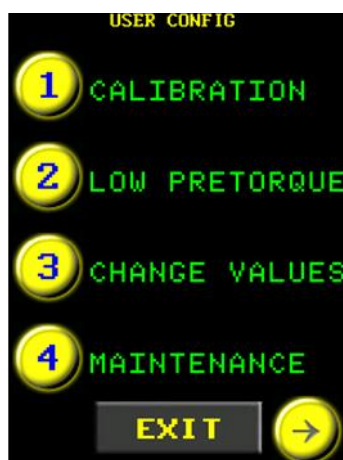 USER CONFIG
1 CALIBRATION
2 LOW PRETORQUE
3 CHANGE VALUES
4 MAINTENANCE
EXIT →